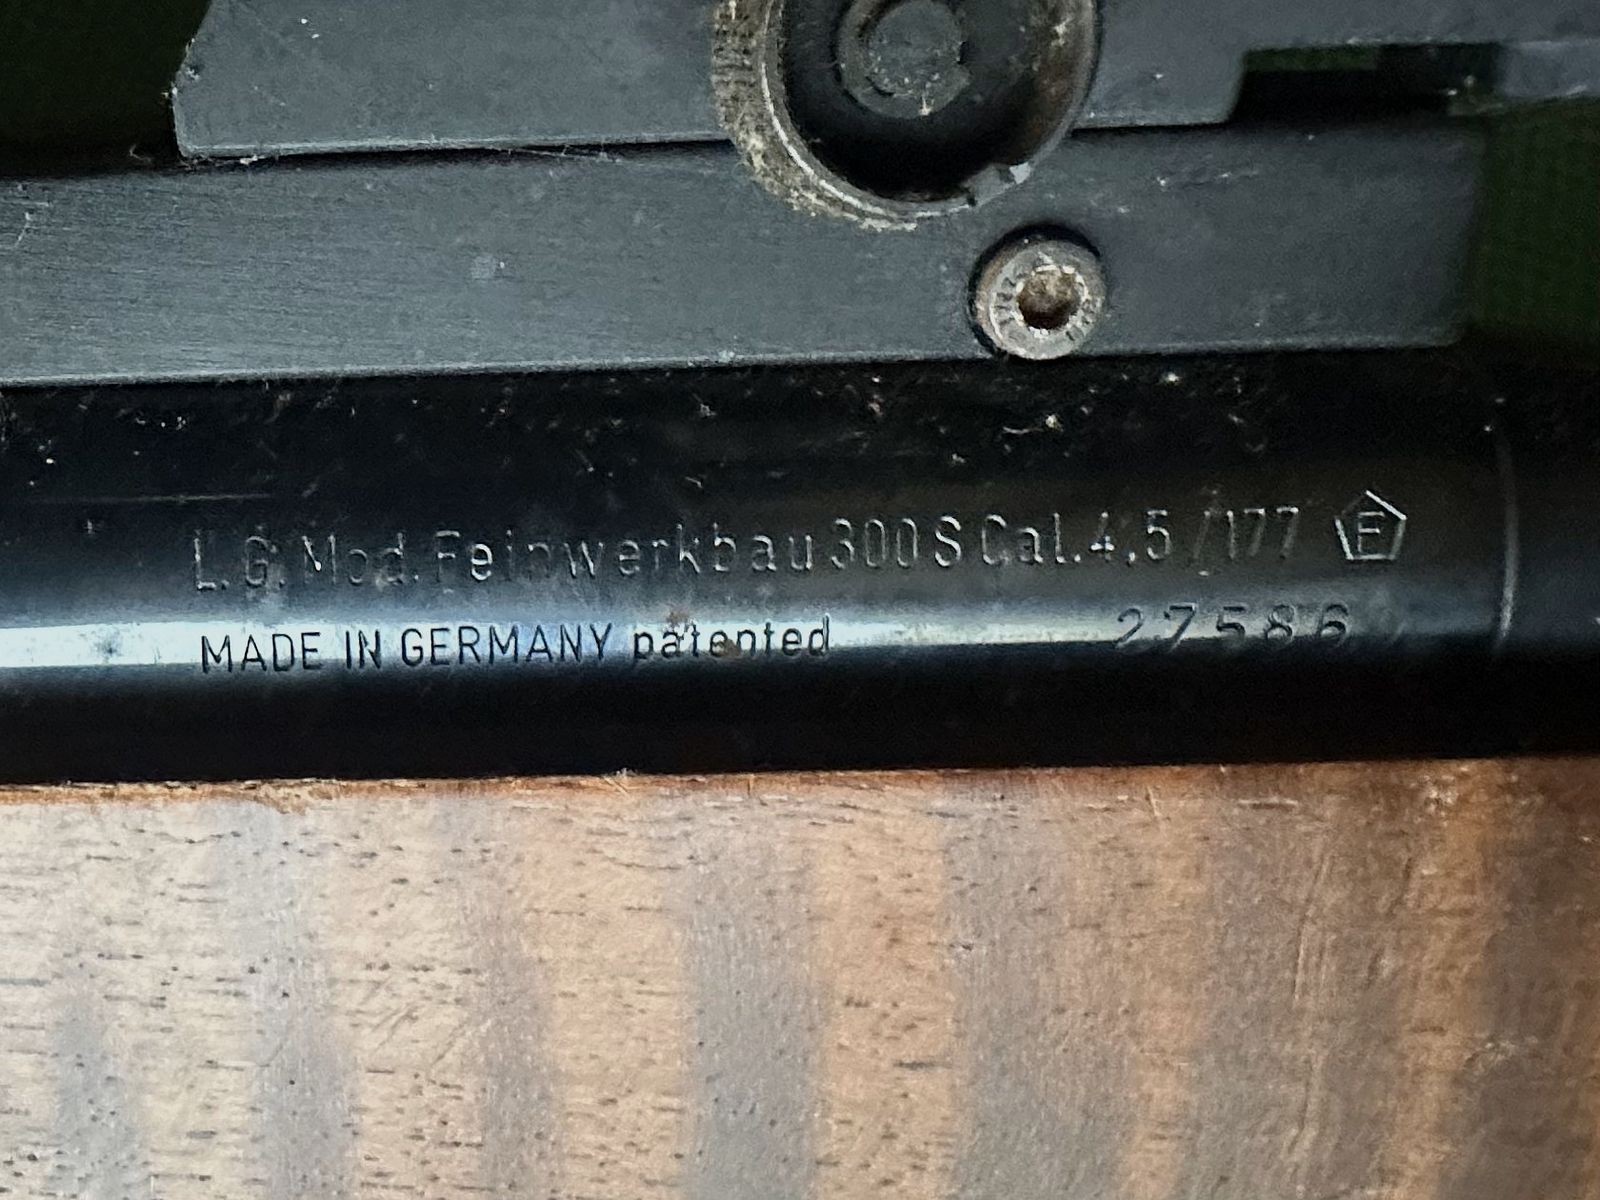 L.G. Mod. Feinwerkbau 300 S Cal. 4,5 /177 F
MADE IN GERMANY patented 27586